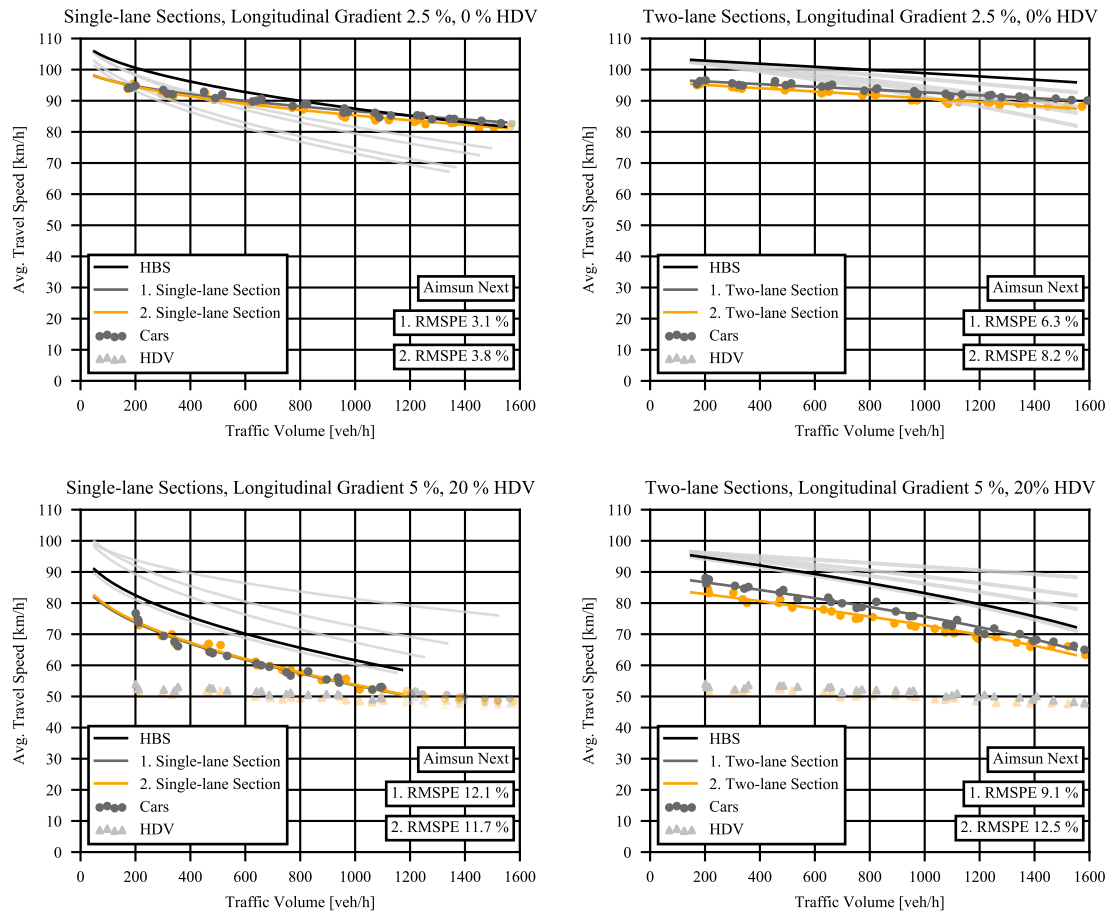 Single-lane Sections, Longitudinal Gradient 2.5 %, 0 % HDV
110
100
90
80
70
60
50
40
30
20
10
0
Avg. Travel Speed [km/h]
HBS
1. Single-lane Section
2. Single-lane Section
Cars
HDV
Aimsun Next
1. RMSPE 3.1 %
2. RMSPE 3.8 %
0 200 400 600 800 1000 1200 1400 1600
Traffic Volume [veh/h]
Two-lane Sections, Longitudinal Gradient 2.5 %, 0% HDV
110
100
90
80
70
60
50
40
30
20
10
0
Avg. Travel Speed [km/h]
HBS
1. Two-lane Section
2. Two-lane Section
Cars
HDV
Aimsun Next
1. RMSPE 6.3 %
2. RMSPE 8.2 %
0 200 400 600 800 1000 1200 1400 1600
Traffic Volume [veh/h]
Single-lane Sections, Longitudinal Gradient 5 %, 20 % HDV
110
100
90
80
70
60
50
40
30
20
10
0
Avg. Travel Speed [km/h]
HBS
1. Single-lane Section
2. Single-lane Section
Cars
HDV
Aimsun Next
1. RMSPE 12.1 %
2. RMSPE 11.7 %
0 200 400 600 800 1000 1200 1400 1600
Traffic Volume [veh/h]
Two-lane Sections, Longitudinal Gradient 5 %, 20% HDV
110
100
90
80
70
60
50
40
30
20
10
0
Avg. Travel Speed [km/h]
HBS
1. Two-lane Section
2. Two-lane Section
Cars
HDV
Aimsun Next
1. RMSPE 9.1 %
2. RMSPE 12.5 %
0 200 400 600 800 1000 1200 1400 1600
Traffic Volume [veh/h]